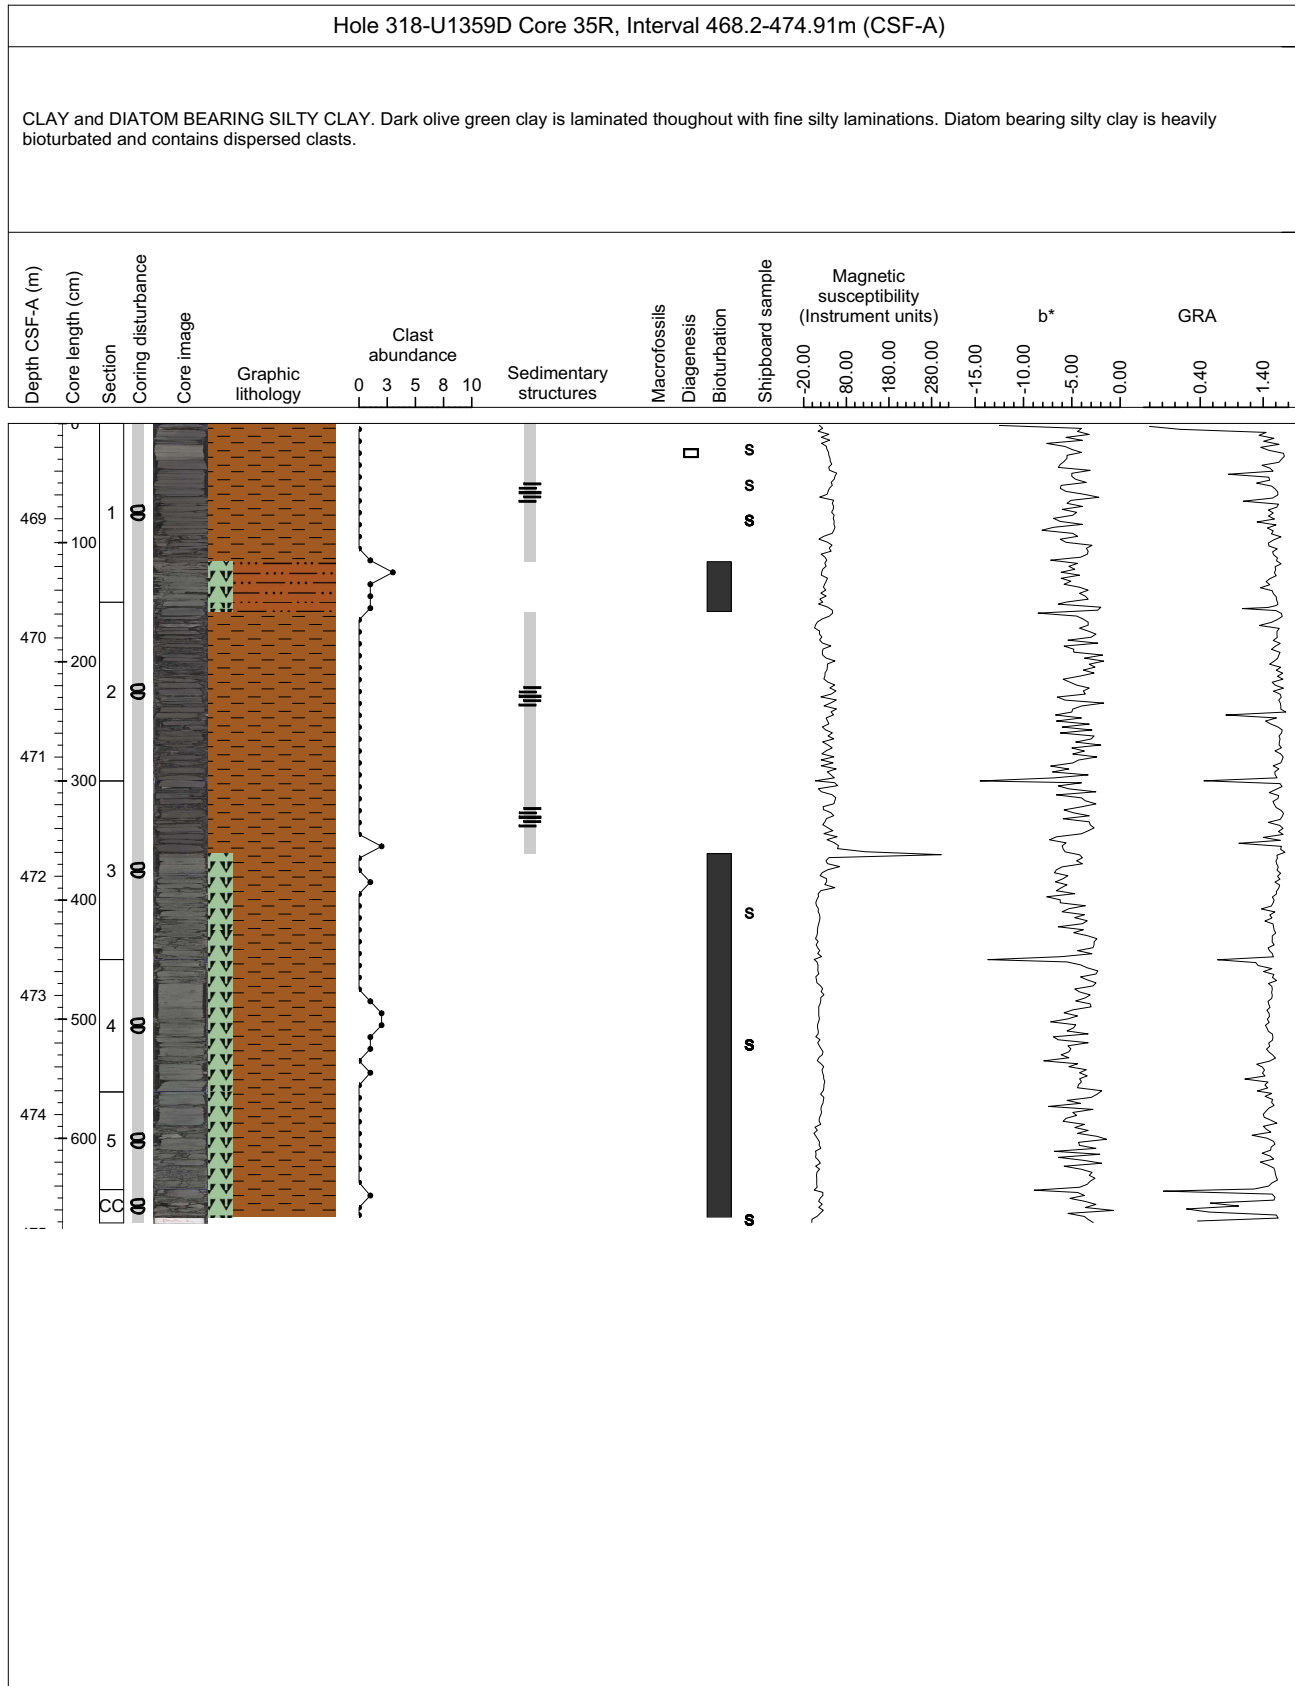 Hole 318-U1359D Core 35R, Interval 468.2-474.91m (CSF-A)
CLAY and DIATOM BEARING SILTY CLAY. Dark olive green clay is laminated thoughout with fine silty laminations. Diatom bearing silty clay is heavily
bioturbated and contains dispersed clasts.
Depth CSF-A (m)
Core length (cm)
Section
Coring disturbance
Core image
Graphic
lithology
Clast
abundance
0 3 5 8 10
Sedimentary
structures
Macrofossils
Diagenesis
Bioturbation
Shipboard sample
Magnetic
susceptibility
(Instrument units)
-20.00 80.00 180.00 280.00
b*
-15.00 -10.00 -5.00 0.00
GRA
0.40 1.40
0
S
S
469 1 S
100
470
200
2
471
300
3
472
400 S
473
500 4
S
474
600 5
CC
S